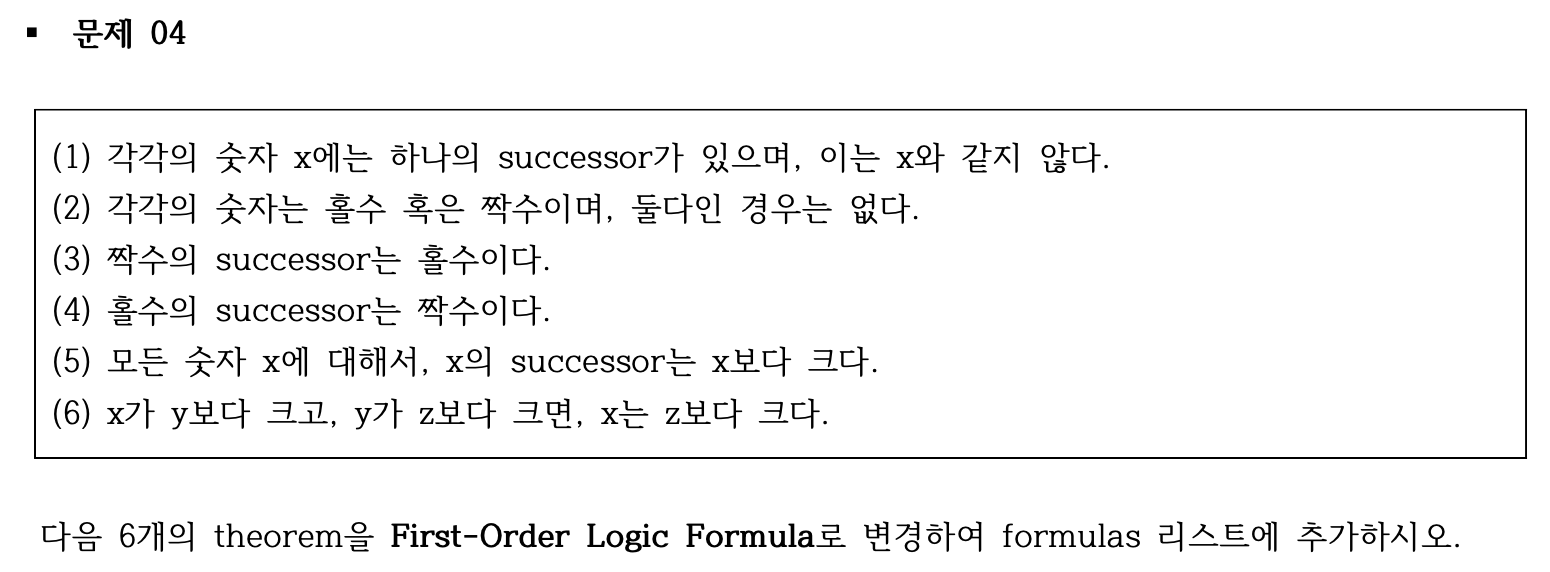 ▪ 문제 04
(1) 각각의 숫자 x에는 하나의 successor가 있으며, 이는 x와 같지 않다.
(2) 각각의 숫자는 홀수 혹은 짝수이며, 둘다인 경우는 없다.
(3) 짝수의 successor는 홀수이다.
(4) 홀수의 successor는 짝수이다.
(5) 모든 숫자 x에 대해서, x의 successor는 x보다 크다.
(6) x가 y보다 크고, y가 z보다 크면, x는 z보다 크다.
다음 6개의 theorem을 First-Order Logic Formula로 변경하여 formulas 리스트에 추가하시오.